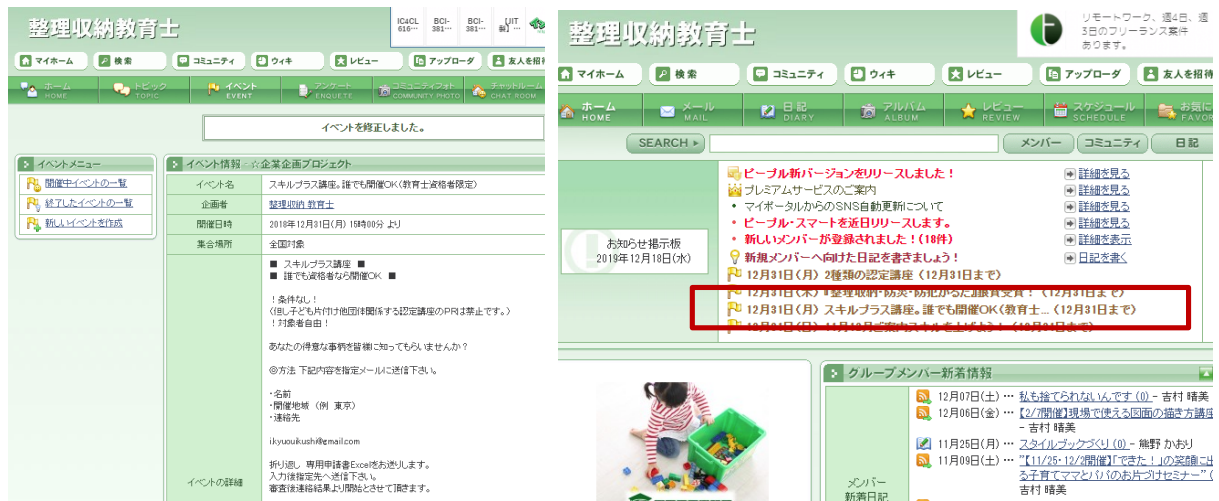 整理収納教育士
IC4CL 616…
BCI- 381…
BCI- 381…
マイホーム
検索
コミュニティ
ウィキ
レビュー
アップローダ
友人を招待
ホーム HOME
トピック TOPIC
イベント EVENT
アンケート ENQUETE
コミュニティフォト COMMUNITY PHOTO
チャットルーム CHAT ROOM
イベントを修正しました。
イベントメニュー
開催中イベントの一覧
終了したイベントの一覧
新しいイベントを作成
イベント情報 - ☆企業企画プロジェクト
イベント名 スキルプラス講座。誰でも開催OK(教育士資格者限定)
企画者 整理収納 教育士
開催日時 2018年12月31日(月) 15時00分 より
集合場所 全国対象
■ スキルプラス講座 ■
■ 誰でも資格者なら開催OK ■
!条件なし!
(但し子ども片付け他団体関係する認定講座のPRは禁止です。)
!対象者自由!
あなたの得意な事柄を皆様に知ってもらいませんか?
◎方法 下記内容を指定メールに送信下さい。
・名前
・開催地域 (例 東京)
・連絡先
ikyuuikushi@gmail.com
折り返し 専用申請書Excelをお送りします。
入力後指定先へ送信下さい。
審査後連絡結果より開始とさせて頂きます。
イベントの詳細
整理収納教育士
リモートワーク、週4日、週
3日のフリーランス案件
あります。
マイホーム
検索
コミュニティ
ウィキ
レビュー
アップローダ
友人を招
ホーム HOME
メール MAIL
日記 DIARY
アルバム ALBUM
レビュー REVIEW
スケジュール SCHEDULE
お気に FAVOR
SEARCH
メンバー
コミュニティ
日記
お知らせ掲示板
2019年12月18日(水)
ピープル新バージョンをリリースしました! 詳細を見る
プレミアムサービスのご案内 詳細を見る
・マイポータルからのSNS自動更新について 詳細を見る
・ピープル・スマートを近日リリースします。 詳細を見る
・新しいメンバーが登録されました!(18件) 詳細を表示
新規メンバーへ向けた日記を書きましょう! 日記を書く
12月31日(月) 2種類の認定講座 (12月31日まで)
12月31日(木) 『整理収納・防災・防犯かるた』銀賞受賞! (12月31日まで)
12月31日(月) スキルプラス講座。誰でも開催OK(教育士… (12月31日まで)
グループメンバー新着情報
メンバー
新着日記
12月07日(土) … 私も捨てられないんです (0) - 吉村 晴美
12月06日(金) … 【2/7開催】現場で使える図面の描き方講座
- 吉村 晴美
11月25日(月) … スタイルブックづくり (0) - 熊野 かおり
11月09日(土) … "【11/25・12/2開催】「できた!」の笑顔に出
る子育てママとパパのお片づけセミナー" (
吉村 晴美